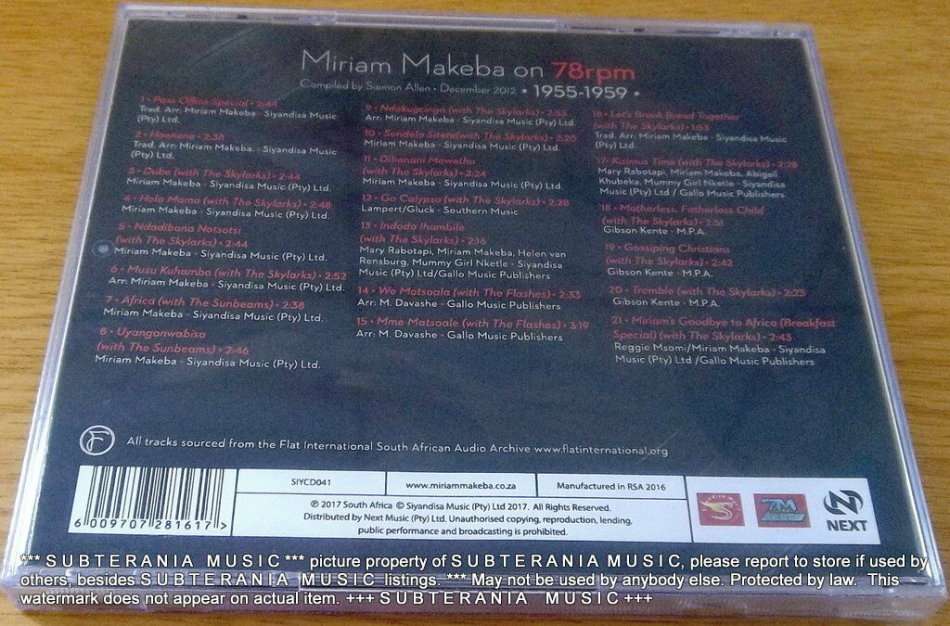 Miriam Makeba on 78rpm
Compiled by Siemon Allen • December 2012 • 1955-1959 •
1 • Pass Office Special • 2:44
Trad. Arr: Miriam Makeba - Siyandisa Music
(Pty) Ltd.
2 • 2:38
Trad. Arr: Miriam Makeba. - Siyandisa Music
(Pty) Ltd.
3 • Dube (with The Skylarks) • 2:44
Miriam Makeba - Siyandisa Music (Pty) Ltd.
4 • Hela Mama (with The Skylarks) • 2:48
Miriam Makeba - Siyandisa Music (Pty) Ltd.
5 • Ndadibana Notsotsi
(with The Skylarks) • 2:44
Miriam Makeba - Siyandisa Music (Pty) Ltd.
6 • Musu Kuhamba (with The Skylarks) • 2:52
Arr: Miriam Makeba - Siyandisa Music (Pty) Ltd.
7 • Africa (with The Sunbeams) • 2:38
Miriam Makeba - Siyandisa Music (Pty) Ltd.
8 • Uyangonwabisa
(with The Sunbeams) • 2:46
Miriam Makeba - Siyandisa Music (Pty) Ltd.
9 • (with The Skylarks) • 2:53
Arr: Miriam Makeba - Siyandisa Music (Pty) Ltd.
10 • (with The Skylarks)
Arr: Miriam Makeba - Siyandisa Music (Pty) Ltd.
11 •
(with The Skylarks) • 2:24
Miriam Makeba - Siyandisa Music (Pty) Ltd.
12 • Go Calypso (with The Skylarks) •
Lampert/Gluck - Southern Music
13 • Indoda Ihambile
(with The Skylarks) • 2:16
Mary Rabotapi, Miriam Makeba, Helen van
Rensburg, Mummy Girl Nketle - Siyandisa
Music (Pty) Ltd/Gallo Music Publishers
14 • We Matsoala (with The Flashes) • 2:33
Arr: M. Davashe - Gallo Music Publishers
15 • Mme Matsoale (with The Flashes) • 3:19
Arr: M. Davashe - Gallo Music Publishers
16 • Let's Break Bread Together
(with The Skylarks) • 1:53
Trad. Arr: Miriam Makeba - Siyandisa Music
(Pty) Ltd.
17 • Time (with The Skylarks) • 2:28
Mary Rabotapi, Miriam Makeba, Abigail
Khubeka, Mummy Girl Nketle - Siyandisa
Music (Pty) Ltd / Gallo Music Publishers
18 • Motherless, Fatherless Child
(with The Skylarks)
Gibson Kente - M.P.A.
19 • Gossiping Christians
(with The Skylarks) • 2:42
Gibson Kente - M.P.A.
20 • Tremble (with The Skylarks) • 2:23
Gibson Kente - M.P.A.
21 • Miriam's Goodbye to Africa (Breakfast
Special) (with The Skylarks) • 2:43
Reggie Msomi/Miriam Makeba - Siyandisa
Music (Pty) Ltd /Gallo Music Publishers
All tracks sourced from the Flat International South African Audio Archive www.flatinternational.org
SIYCD041
www.miriammakeba.co.za
Manufactured in RSA 2016
℗ 2017 South Africa © Siyandisa Music (Pty) Ltd 2017. All Rights Reserved.
Distributed by Next Music (Pty) Ltd. Unauthorised copying, reproduction, lending,
public performance and broadcasting is prohibited.
6 009707 281617 >
NEXT
*** S U B T E R A N I A M U S I C *** picture property of S U B T E R A N I A M U S I C, please report to store if used by
others, besides S U B T E R A N I A M U S I C listings. *** May not be used by anybody else. Protected by law. This
watermark does not appear on actual item. +++ S U B T E R A N I A M U S I C +++